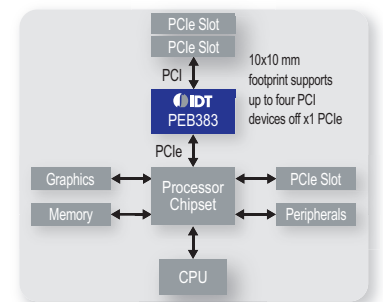 PCIe Slot
PCIe Slot
PCI
10x10 mm
footprint supports
up to four PCI
devices off x1 PCIe
IDT
PEB383
PCIe
Graphics
Processor
Chipset
PCIe Slot
Memory
Peripherals
CPU